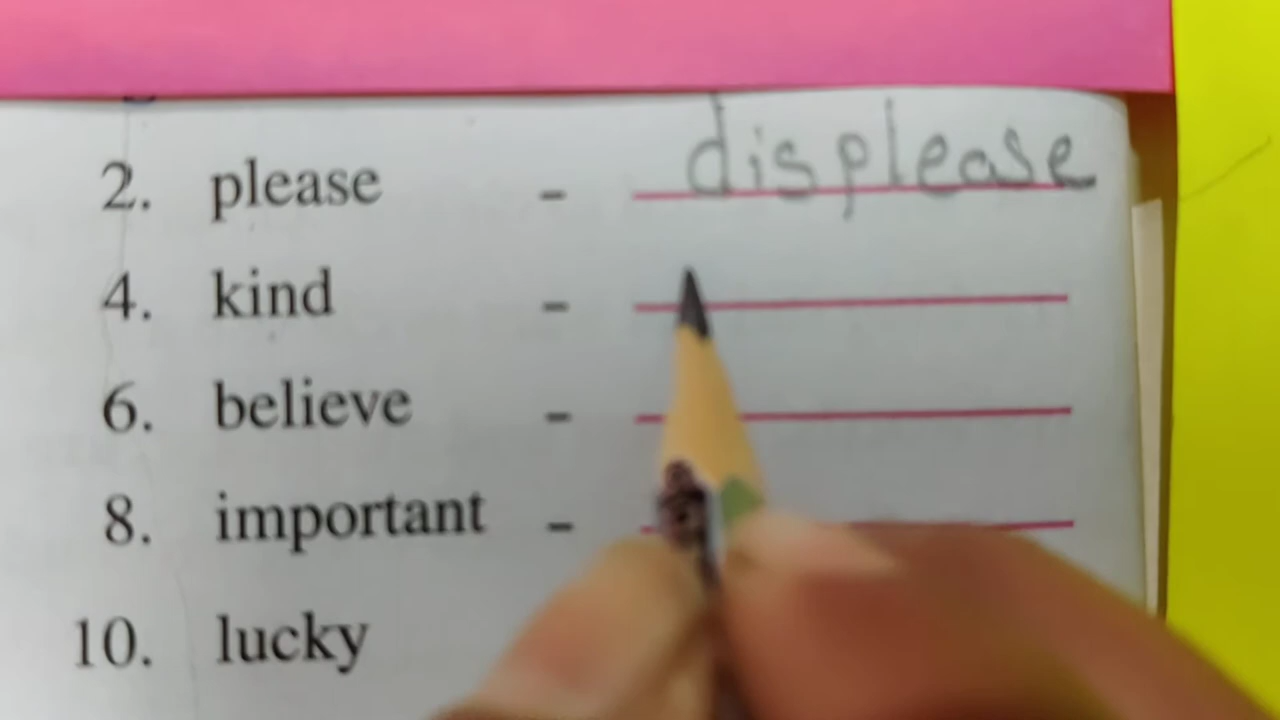 2. please - displease
4. kind -
6. believe -
8. important -
10. lucky